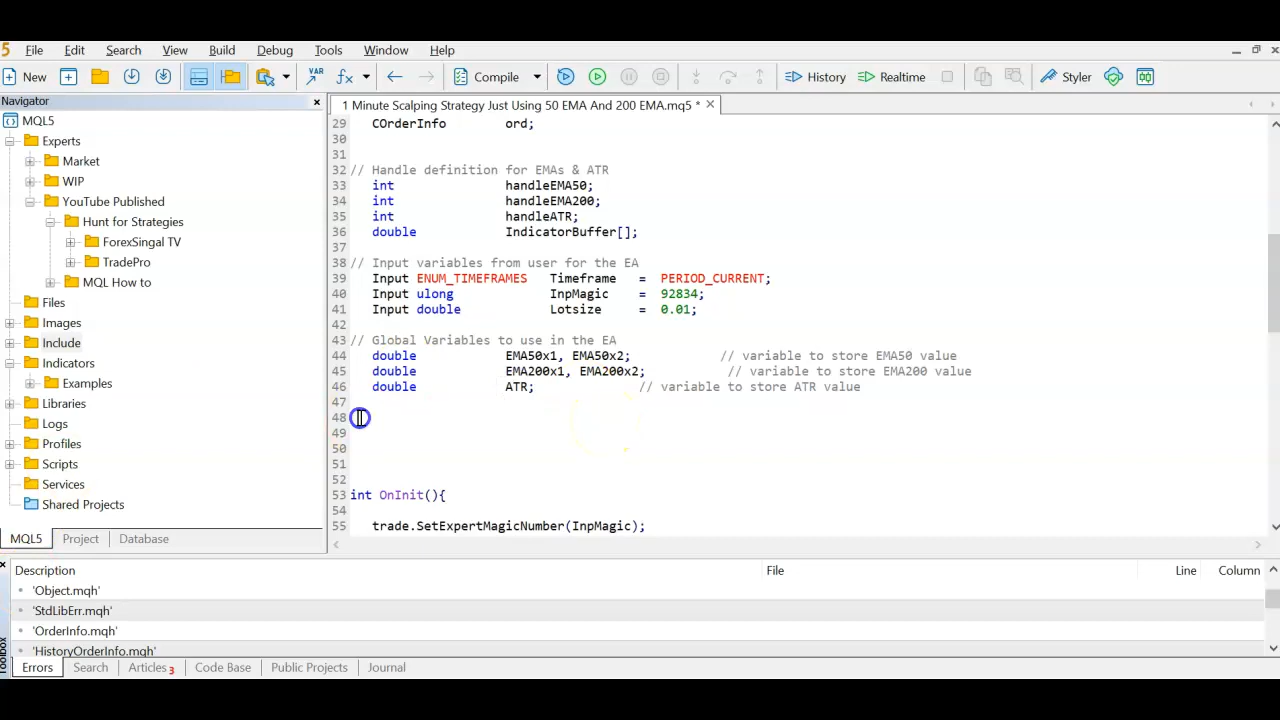 5 File Edit Search View Build Debug Tools Window Help
New VAR fx Compile History Realtime Styler
Navigator
1 Minute Scalping Strategy Just Using 50 EMA And 200 EMA.mq5 *
MQL5
Experts
Market
WIP
YouTube Published
Hunt for Strategies
ForexSingal TV
TradePro
MQL How to
Files
Images
Include
Indicators
Examples
Libraries
Logs
Profiles
Scripts
Services
Shared Projects
MQL5 Project Database
29 COrderInfo ord;
30
31
32 // Handle definition for EMAs & ATR
33 int handleEMA50;
34 int handleEMA200;
35 int handleATR;
36 double IndicatorBuffer[];
37
38 // Input variables from user for the EA
39 Input ENUM_TIMEFRAMES Timeframe = PERIOD_CURRENT;
40 Input ulong InpMagic = 92834;
41 Input double Lotsize = 0.01;
42
43 // Global Variables to use in the EA
44 double EMA50x1, EMA50x2; // variable to store EMA50 value
45 double EMA200x1, EMA200x2; // variable to store EMA200 value
46 double ATR; // variable to store ATR value
47
48
49
50
51
52
53 int OnInit(){
54
55 trade.SetExpertMagicNumber(InpMagic);
Description File Line Column
'Object.mqh'
'StdLibErr.mqh'
'OrderInfo.mqh'
'HistoryOrderInfo.mqh'
Toolbox
Errors Search Articles 3 Code Base Public Projects Journal